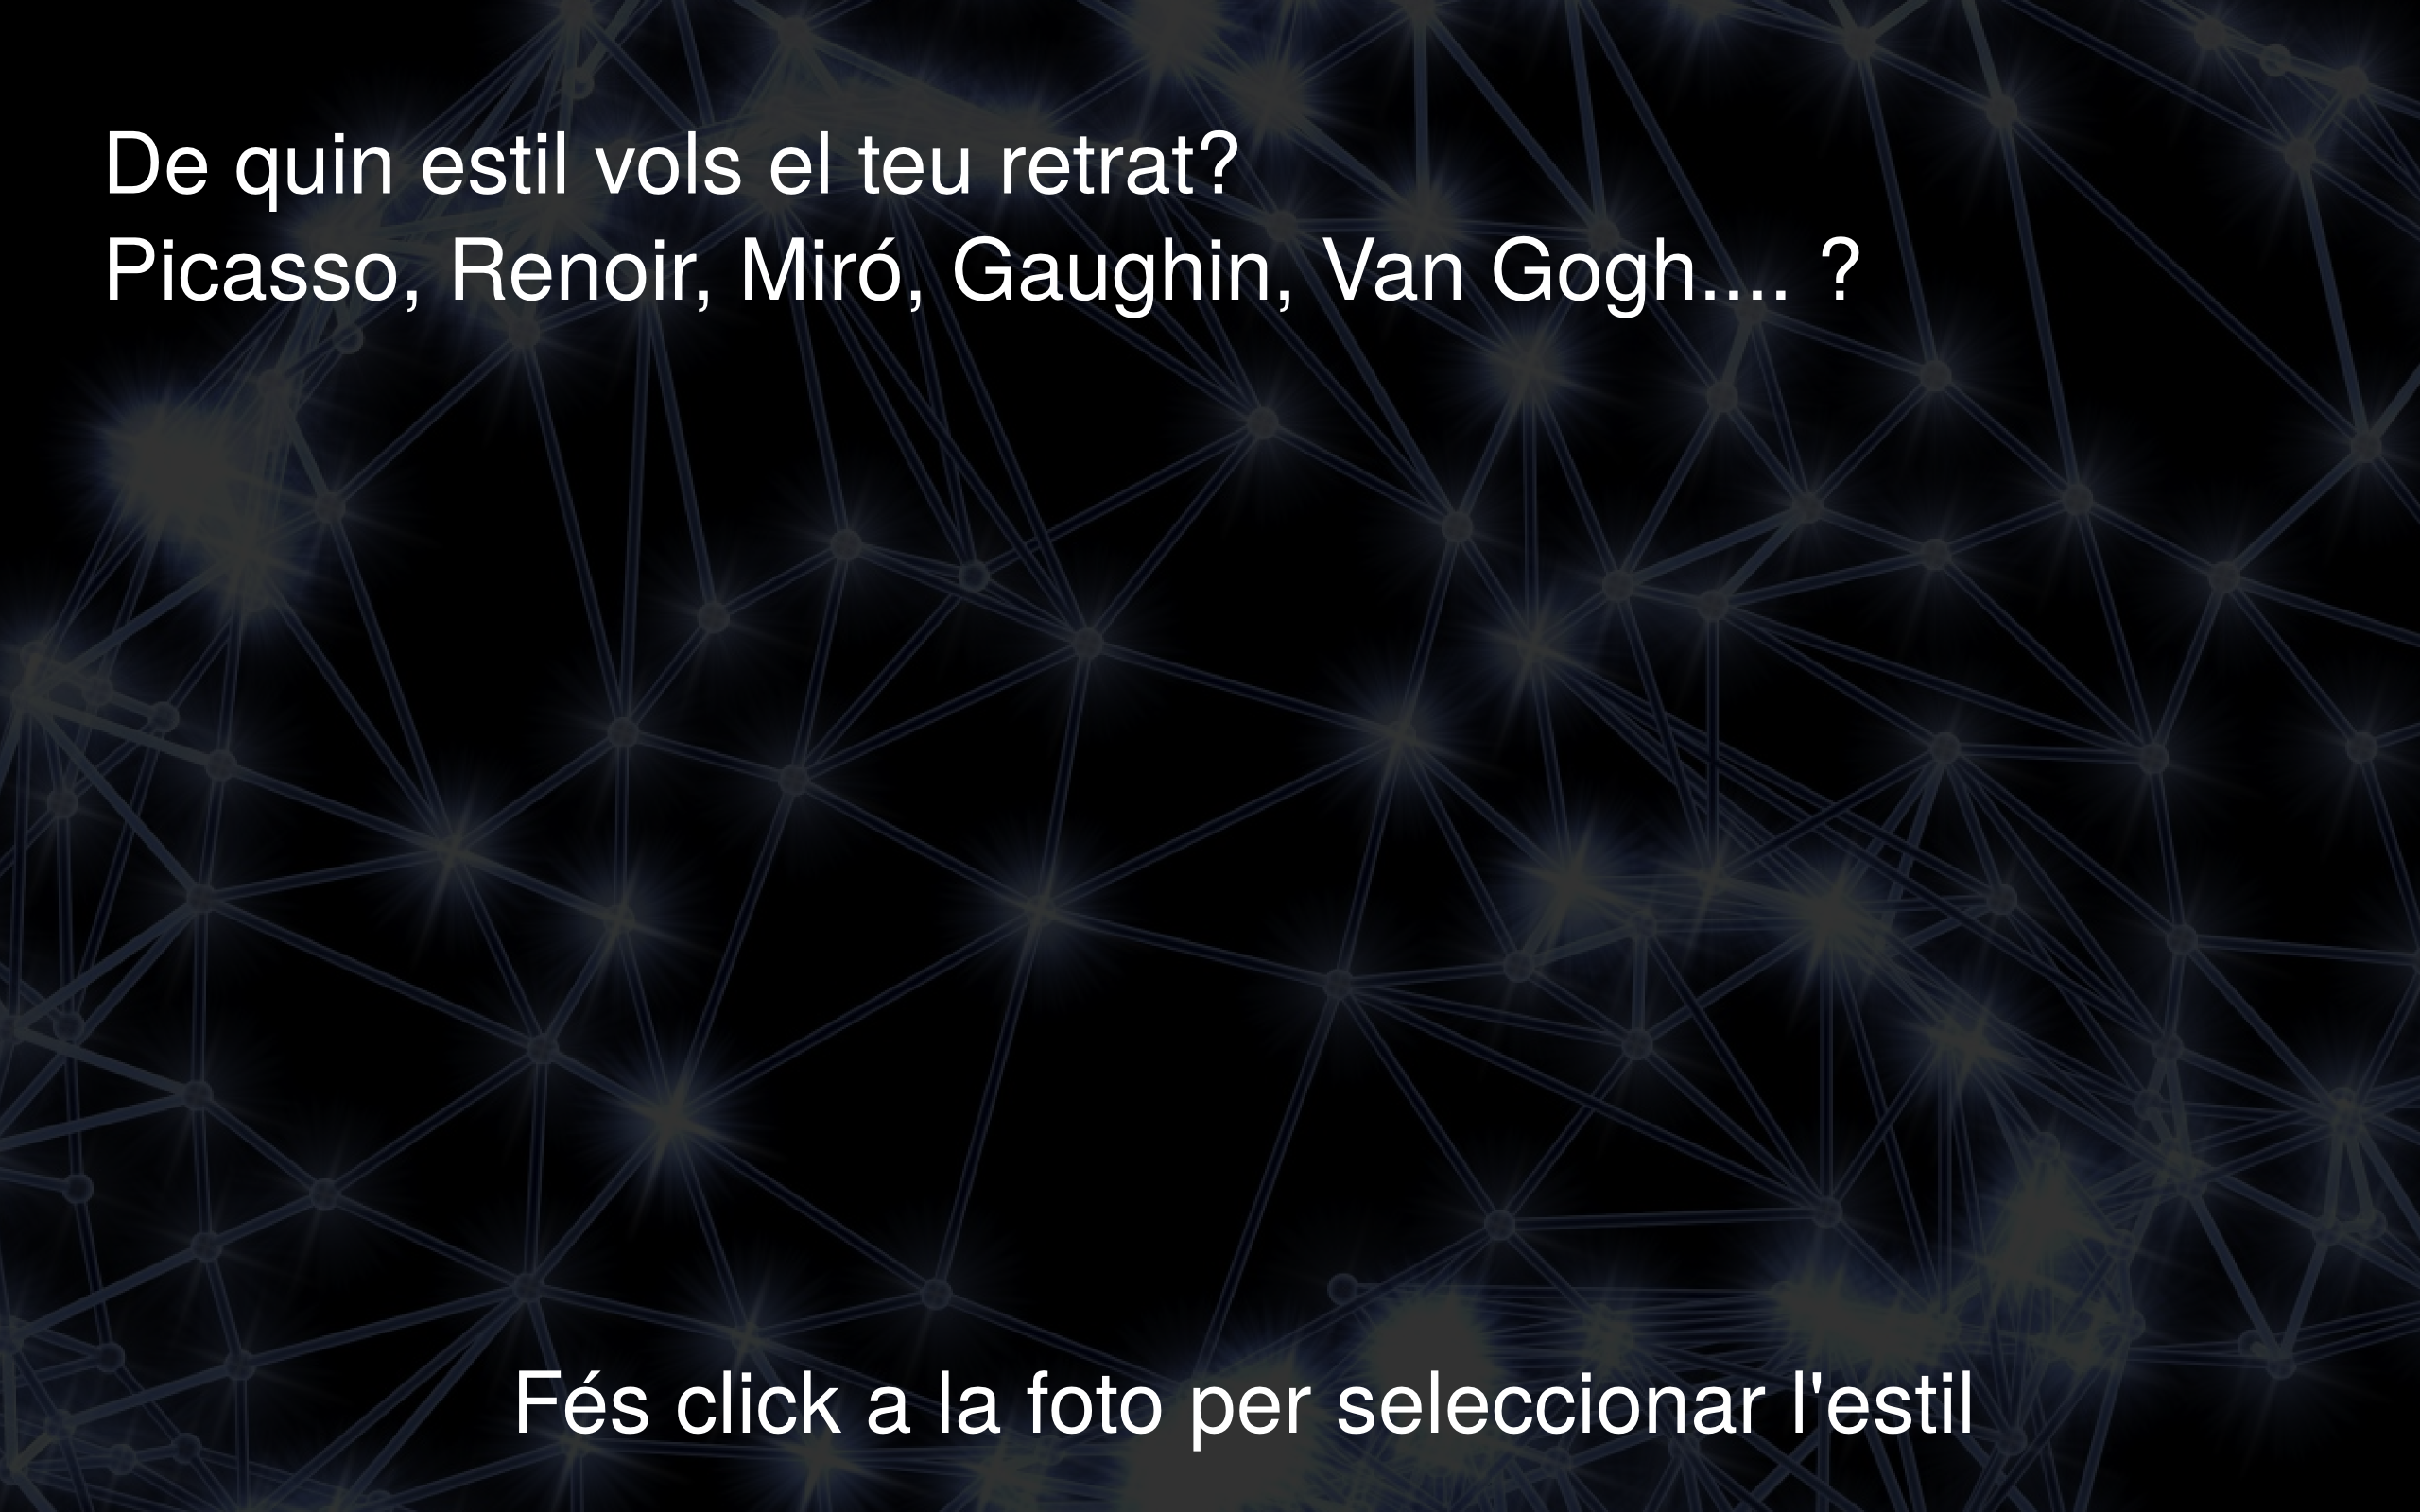 De quin estil vols el teu retrat?
Picasso, Renoir, Miró, Gaughin, Van Gogh.... ?
Fés click a la foto per seleccionar l'estil